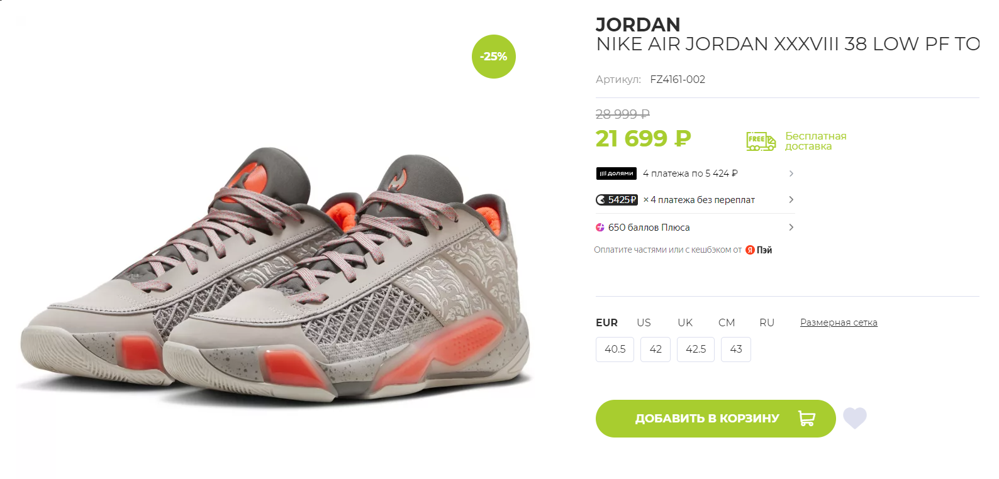 -25%
JORDAN
NIKE AIR JORDAN XXXVIII 38 LOW PF TO
Артикул: FZ4161-002
28 999 ₽
21 699 ₽
FREE
Бесплатная
доставка
долями 4 платежа по 5 424 ₽
5425₽ × 4 платежа без переплат
650 баллов Плюса
Оплатите частями или с кешбэком от Я Пэй
EUR US UK CM RU Размерная сетка
40.5 42 42.5 43
ДОБАВИТЬ В КОРЗИНУ